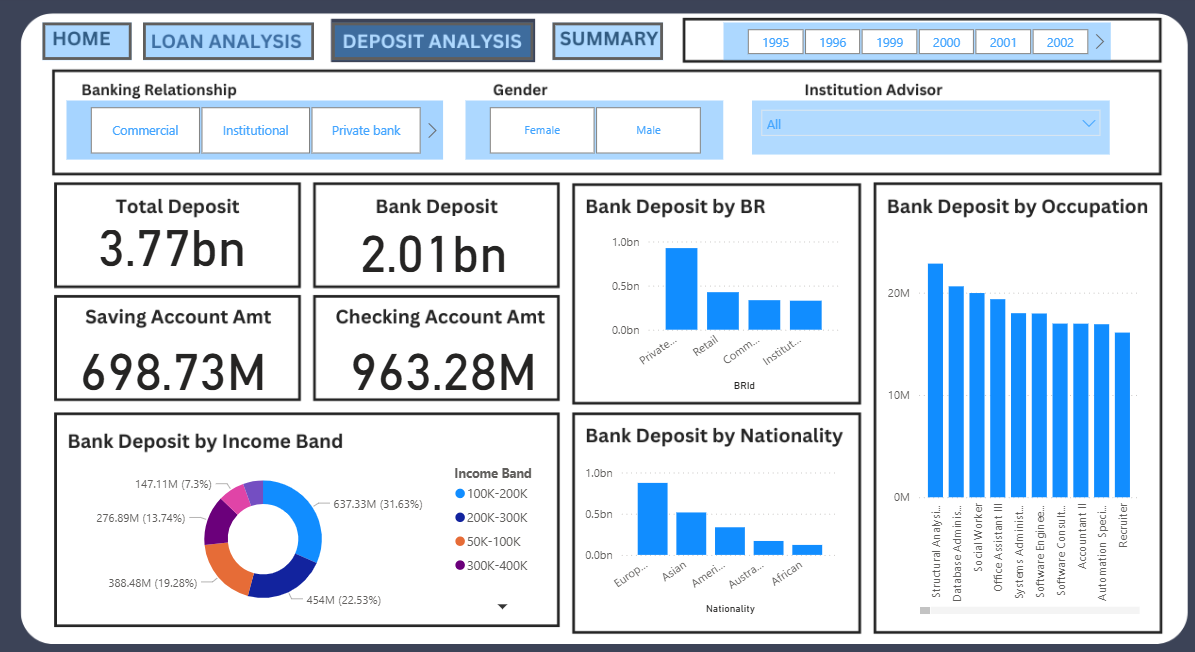 HOME
LOAN ANALYSIS
DEPOSIT ANALYSIS
SUMMARY
1995
1996
1999
2000
2001
2002
Banking Relationship
Commercial
Institutional
Private bank
Gender
Female
Male
Institution Advisor
All
Total Deposit
3.77bn
Bank Deposit
2.01bn
Saving Account Amt
698.73M
Checking Account Amt
963.28M
Bank Deposit by BR
1.0bn
0.5bn
0.0bn
Private...
Retail
Comm...
Institut...
BRId
Bank Deposit by Occupation
20M
10M
0M
Structural Analysi...
Database Adminis...
Social Worker
Office Assistant III
Systems Administ...
Software Enginee...
Software Consult...
Accountant II
Automation Speci...
Recruiter
Bank Deposit by Income Band
147.11M (7.3%)
276.89M (13.74%)
388.48M (19.28%)
637.33M (31.63%)
454M (22.53%)
Income Band
100K-200K
200K-300K
50K-100K
300K-400K
Bank Deposit by Nationality
1.0bn
0.5bn
0.0bn
Europ...
Asian
Ameri...
Austra...
African
Nationality